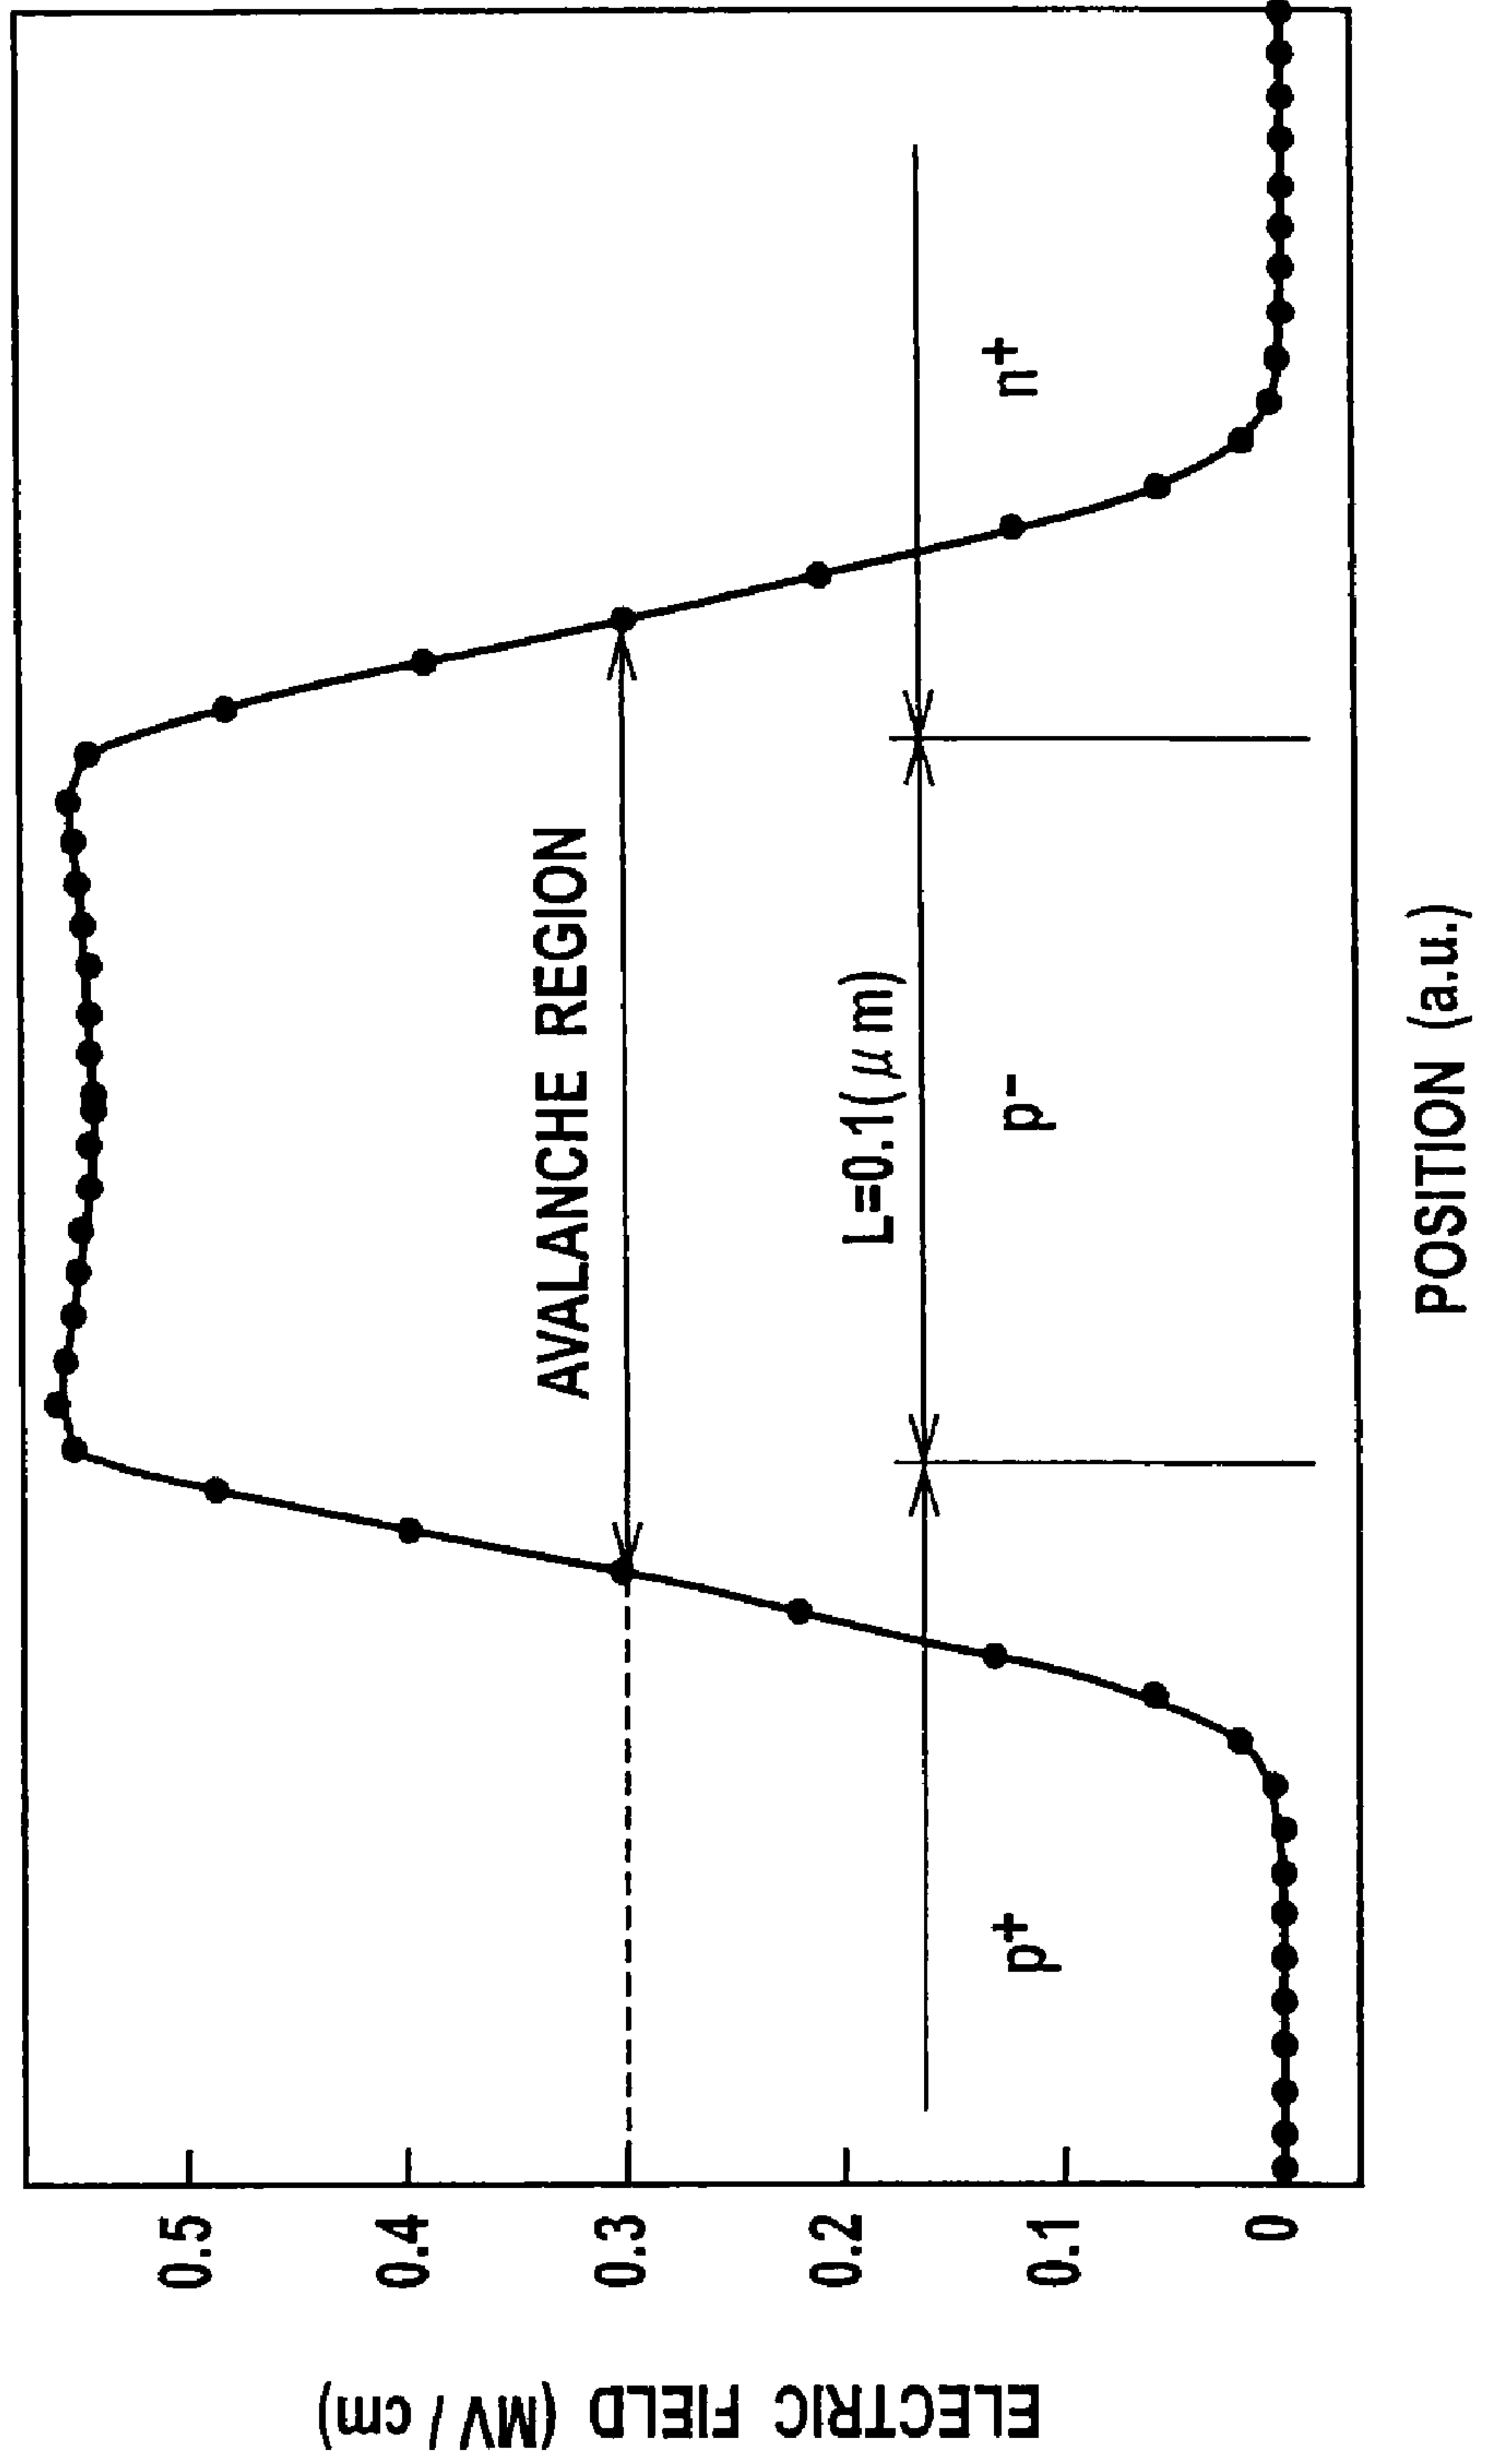 ELECTRIC FIELD (MV/cm)
0.5
0.4
0.3
0.2
0.1
0
AVALANCHE REGION
L=0.1(μm)
p+
p-
n+
POSITION (a.u.)